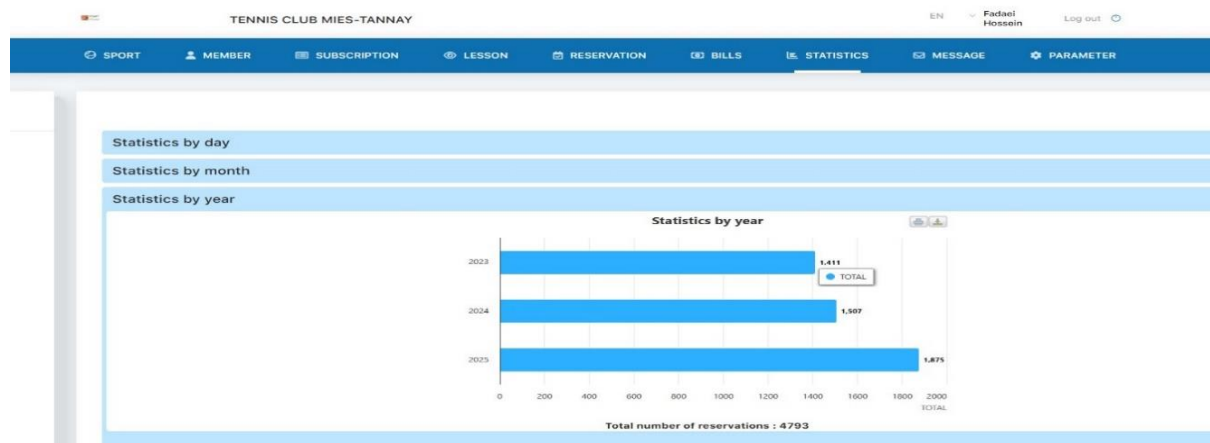 TENNIS CLUB MIES-TANNAY
EN
Fadaei
Hossein
Log out
SPORT MEMBER SUBSCRIPTION LESSON RESERVATION BILLS STATISTICS MESSAGE PARAMETER
Statistics by day
Statistics by month
Statistics by year
Statistics by year
2023 1,411
TOTAL
2024 1,507
2025 1,875
0 200 400 600 800 1000 1200 1400 1600 1800 2000
TOTAL
Total number of reservations : 4793